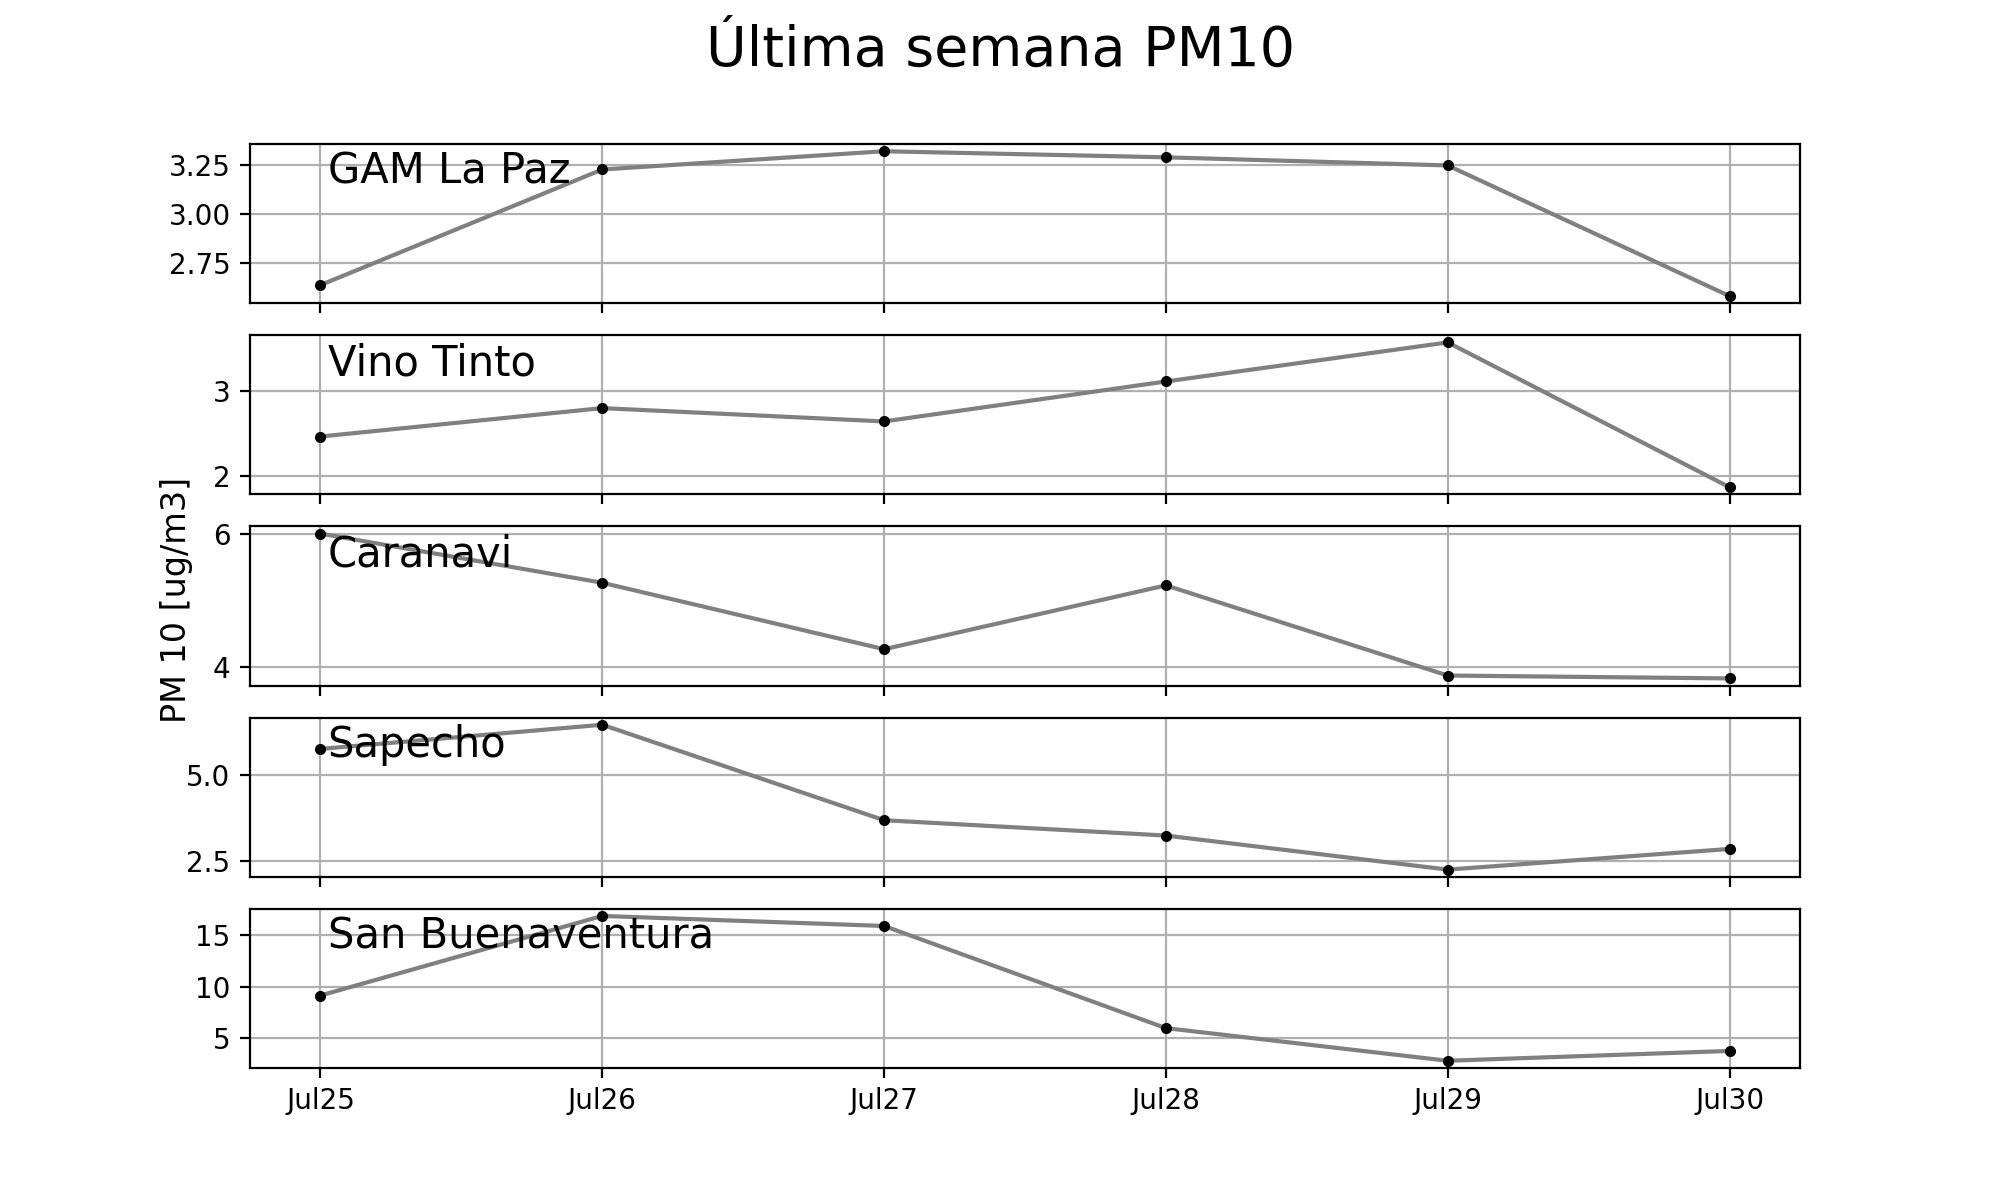 Última semana PM10
GAM La Paz
3.25
3.00
2.75
Vino Tinto
3
2
PM 10 [ug/m3]
Caranavi
6
4
Sapecho
5.0
2.5
San Buenaventura
15
10
5
Jul25 Jul26 Jul27 Jul28 Jul29 Jul30